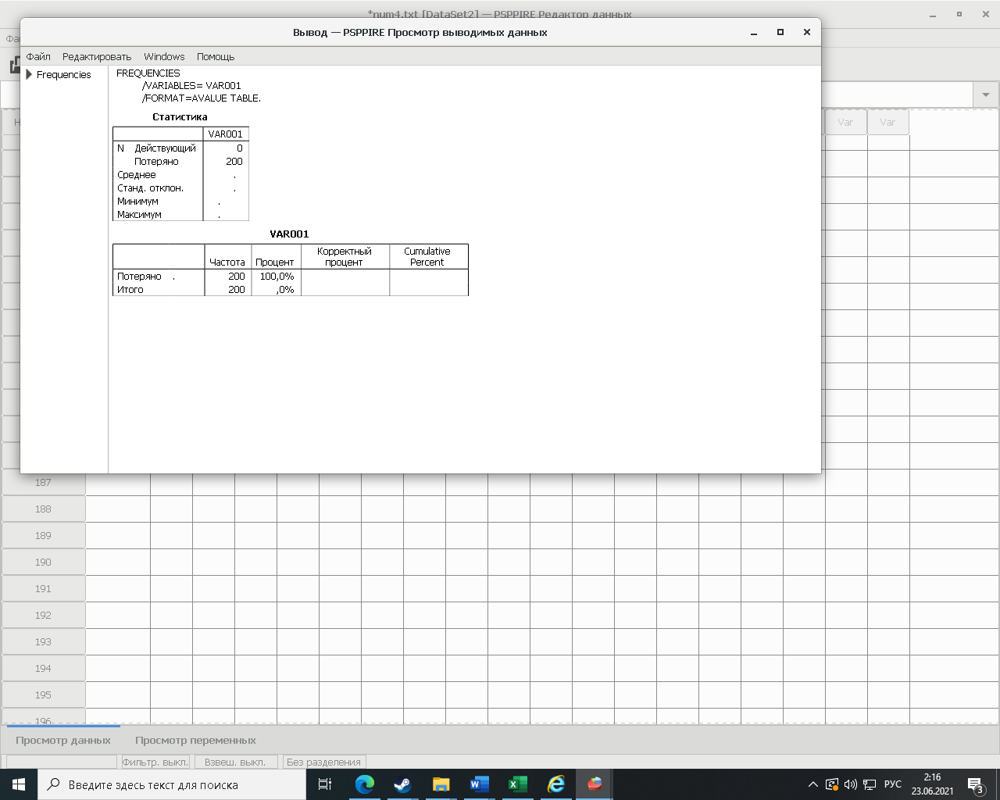 *num4.txt [DataSet2] — PSPPIRE Редактор данных
Вывод — PSPPIRE Просмотр выводимых данных
Файл Редактировать Windows Помощь
Frequencies
FREQUENCIES
/VARIABLES= VAR001
/FORMAT=AVALUE TABLE.
Статистика
VAR001
N Действующий 0
Потеряно 200
Среднее .
Станд. отклон. .
Минимум .
Максимум .
VAR001
Частота Процент Корректный процент Cumulative Percent
Потеряно . 200 100,0%
Итого 200 ,0%
Var Var
187
188
189
190
191
192
193
194
195
196
Просмотр данных Просмотр переменных
Фильтр. выкл. Взвеш. выкл. Без разделения
Введите здесь текст для поиска
РУС
2:16
23.06.2021
3